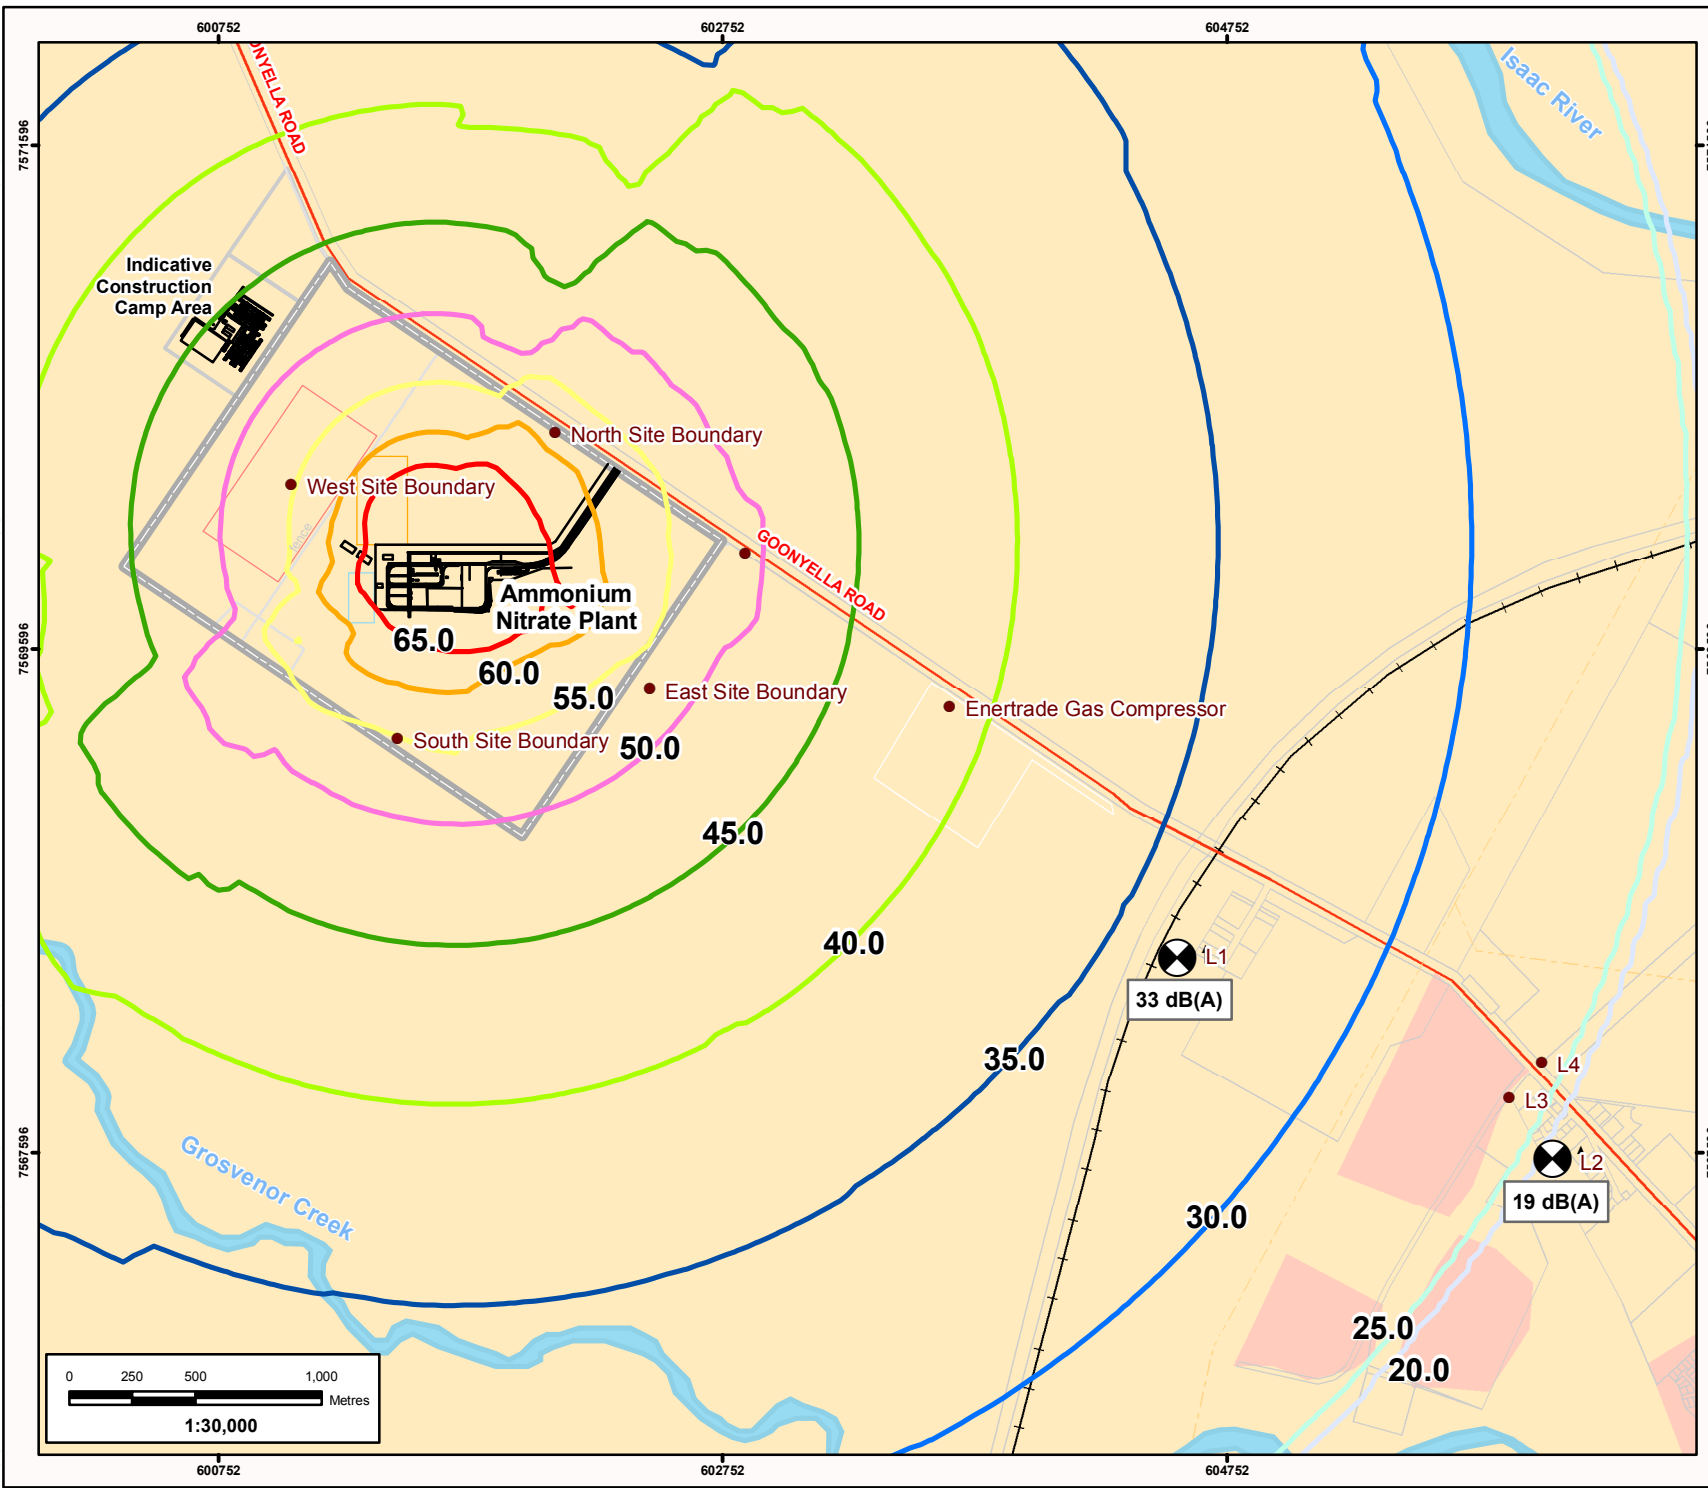 600752
602752
604752
ONYELLA ROAD
Isaac River
7571596
Indicative
Construction
Camp Area
North Site Boundary
West Site Boundary
fence
GOONYELLA ROAD
Ammonium
Nitrate Plant
7569596
65.0
60.0
55.0
East Site Boundary
Enertrade Gas Compressor
South Site Boundary
50.0
45.0
40.0
L1
33 dB(A)
35.0
L4
L3
7567596
Grosvenor Creek
L2
19 dB(A)
30.0
25.0
20.0
0 250 500 1,000
Metres
1:30,000
600752
602752
604752